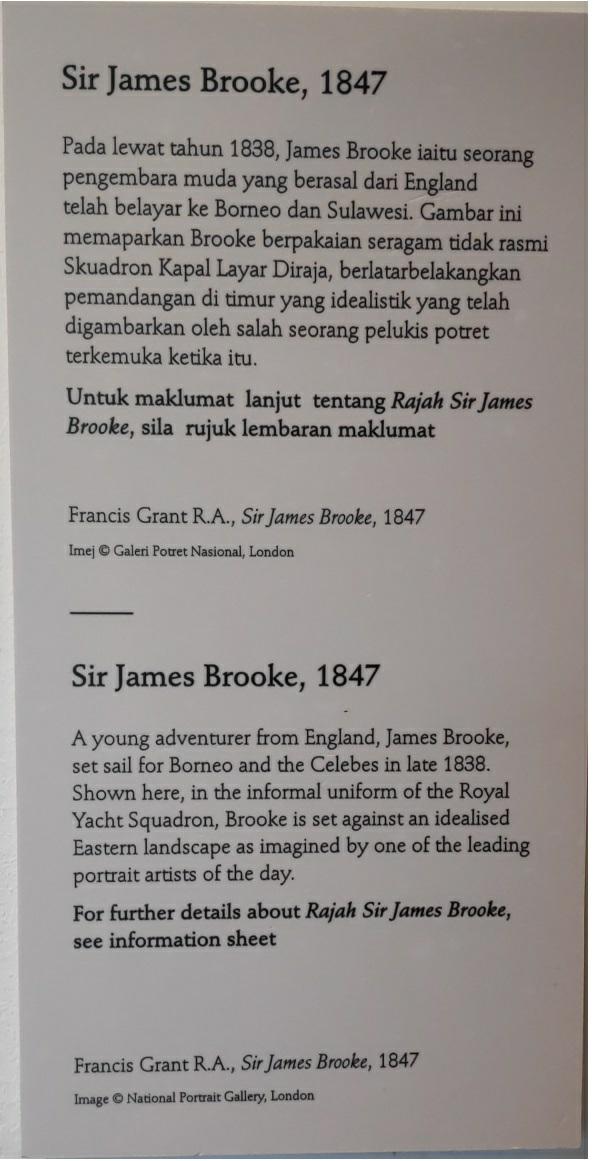 Sir James Brooke, 1847
Pada lewat tahun 1838, James Brooke iaitu seorang
pengembara muda yang berasal dari England
telah belayar ke Borneo dan Sulawesi. Gambar ini
memaparkan Brooke berpakaian seragam tidak rasmi
Skuadron Kapal Layar Diraja, berlatarbelakangkan
pemandangan di timur yang idealistik yang telah
digambarkan oleh salah seorang pelukis potret
terkemuka ketika itu.
Untuk maklumat lanjut tentang Rajah Sir James
Brooke, sila rujuk lembaran maklumat
Francis Grant R.A., Sir James Brooke, 1847
Imej © Galeri Potret Nasional, London
Sir James Brooke, 1847
A young adventurer from England, James Brooke,
set sail for Borneo and the Celebes in late 1838.
Shown here, in the informal uniform of the Royal
Yacht Squadron, Brooke is set against an idealised
Eastern landscape as imagined by one of the leading
portrait artists of the day.
For further details about Rajah Sir James Brooke,
see information sheet
Francis Grant R.A., Sir James Brooke, 1847
Image © National Portrait Gallery, London